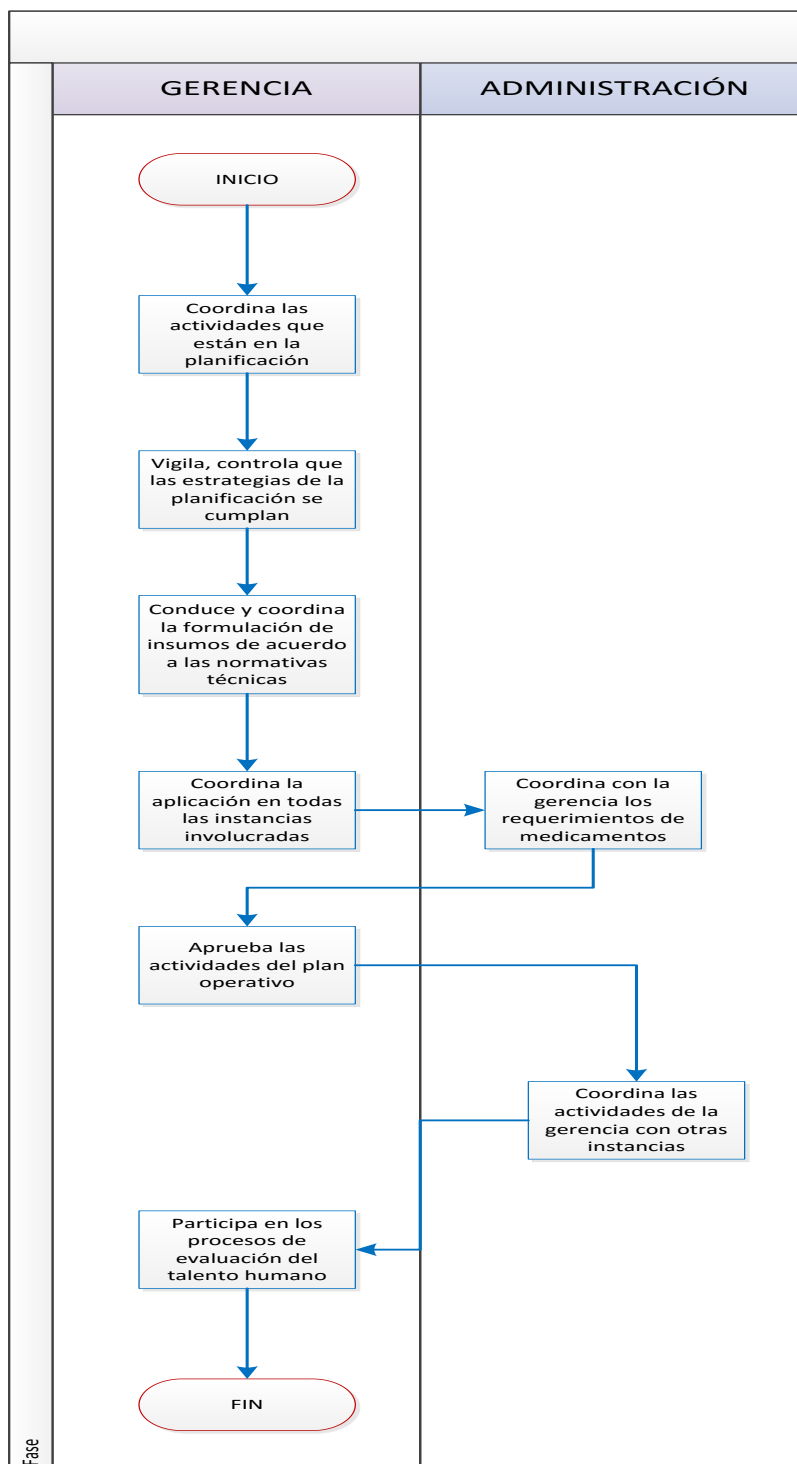 GERENCIA
ADMINISTRACIÓN
INICIO
Coordina las
actividades que
están en la
planificación
Vigila, controla que
las estrategias de la
planificación se
cumplan
Conduce y coordina
la formulación de
insumos de acuerdo
a las normativas
técnicas
Coordina la
aplicación en todas
las instancias
involucradas
Coordina con la
gerencia los
requerimientos de
medicamentos
Aprueba las
actividades del plan
operativo
Coordina las
actividades de la
gerencia con otras
instancias
Participa en los
procesos de
evaluación del
talento humano
FIN
Fase